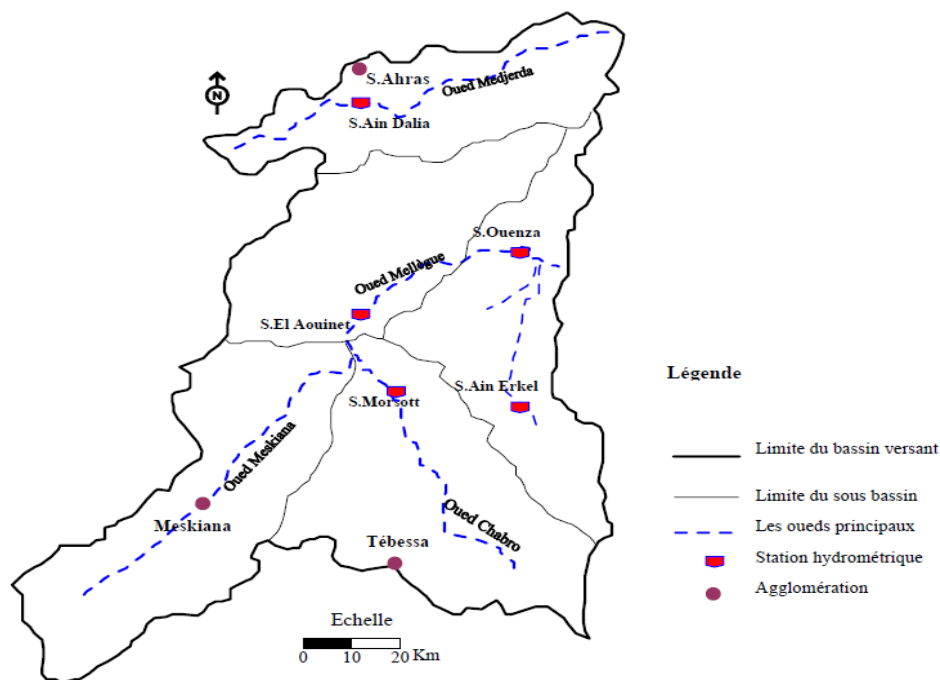 S.Ahras
Oued Medjerda
N
S.Ain Dalia
S.Ouenza
Oued Mellègue
S.El Aouinet
S.Ain Erkel
S.Morsott
Oued Meskiana
Meskiana
Oued Chabro
Tébessa
Echelle
0 10 20 Km
Légende
Limite du bassin versant
Limite du sous bassin
Les oueds principaux
Station hydrométrique
Agglomération